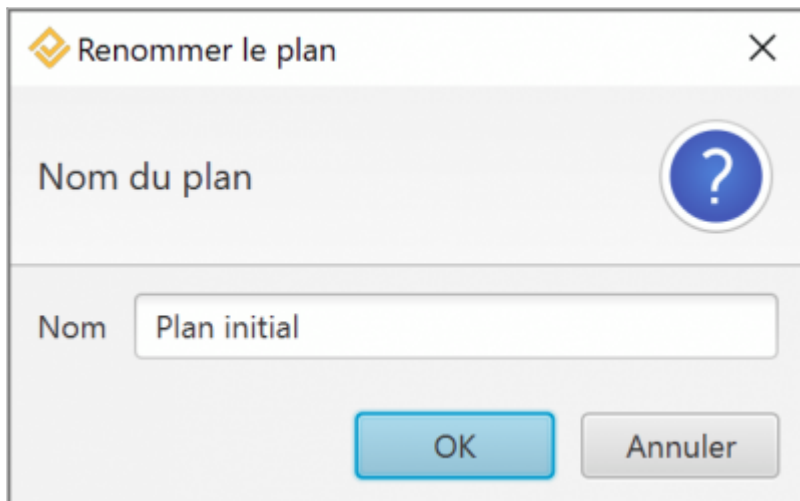 Renommer le plan
Nom du plan
?
Nom Plan initial
OK Annuler